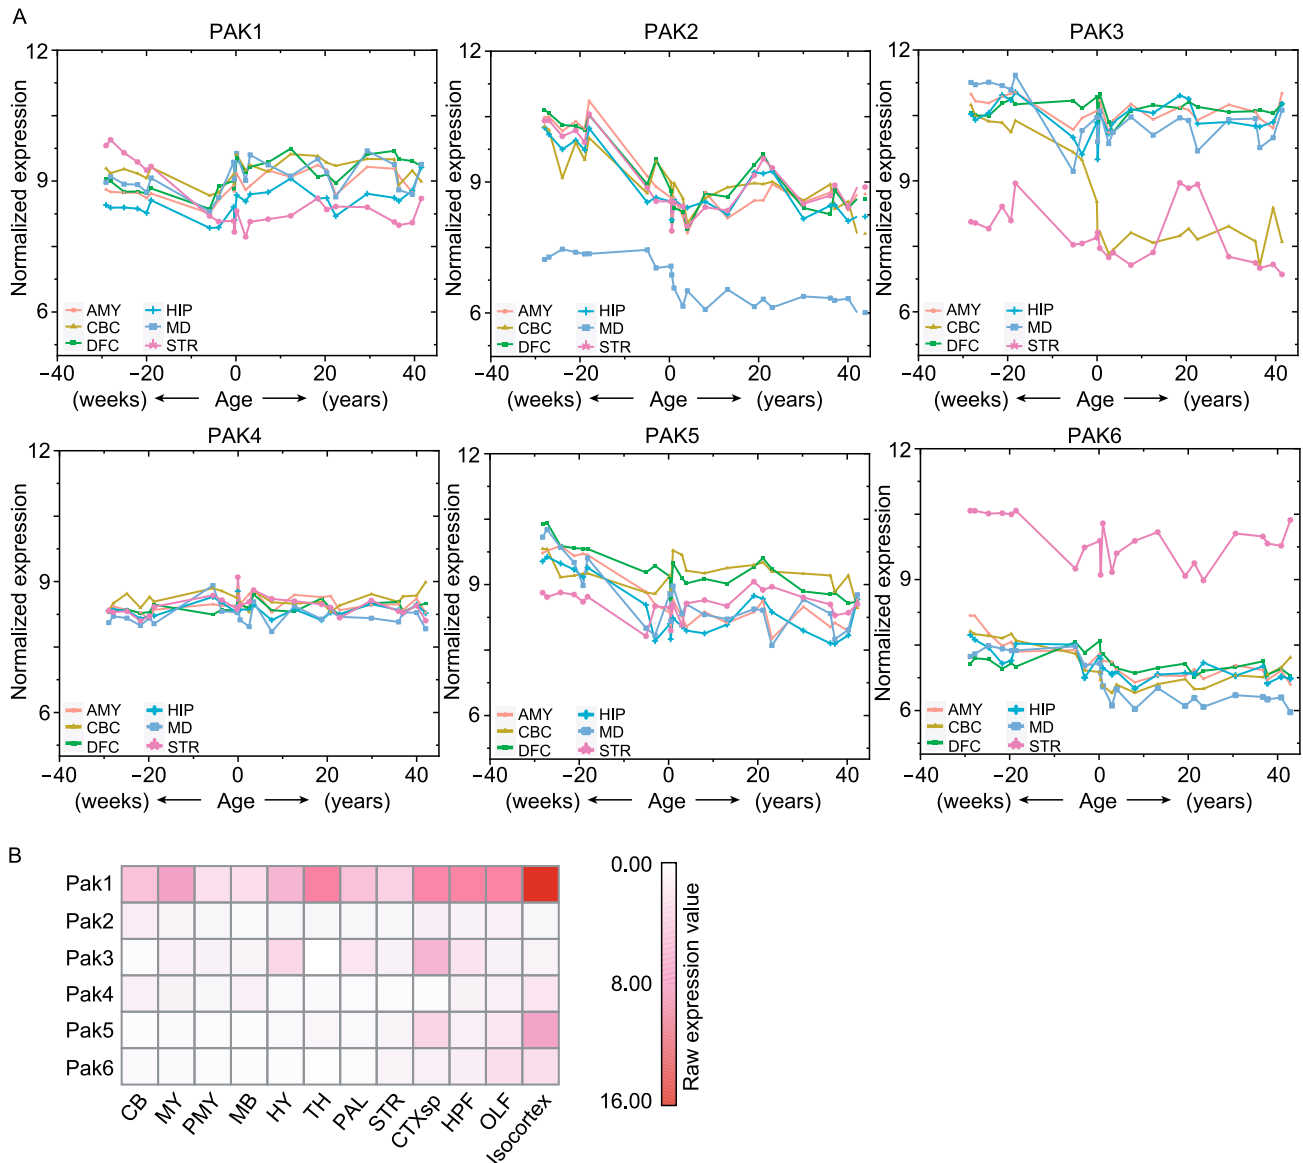 A
PAK1
PAK2
PAK3
Normalized expression
12
9
6
AMY HIP
CBC MD
DFC STR
−40 −20 0 20 40
(weeks) Age (years)
Normalized expression
12
9
6
AMY HIP
CBC MD
DFC STR
−40 −20 0 20 40
(weeks) Age (years)
Normalized expression
12
9
6
AMY HIP
CBC MD
DFC STR
−40 −20 0 20 40
(weeks) Age (years)
PAK4
PAK5
PAK6
Normalized expression
12
9
6
AMY HIP
CBC MD
DFC STR
−40 −20 0 20 40
(weeks) Age (years)
Normalized expression
12
9
6
AMY HIP
CBC MD
DFC STR
−40 −20 0 20 40
(weeks) Age (years)
Normalized expression
12
9
6
AMY HIP
CBC MD
DFC STR
−40 −20 0 20 40
(weeks) Age (years)
B
Pak1
Pak2
Pak3
Pak4
Pak5
Pak6
CB MY PMY MB HY TH PAL STR CTXsp HPF OLF Isocortex
0.00
8.00
16.00
Raw expression value